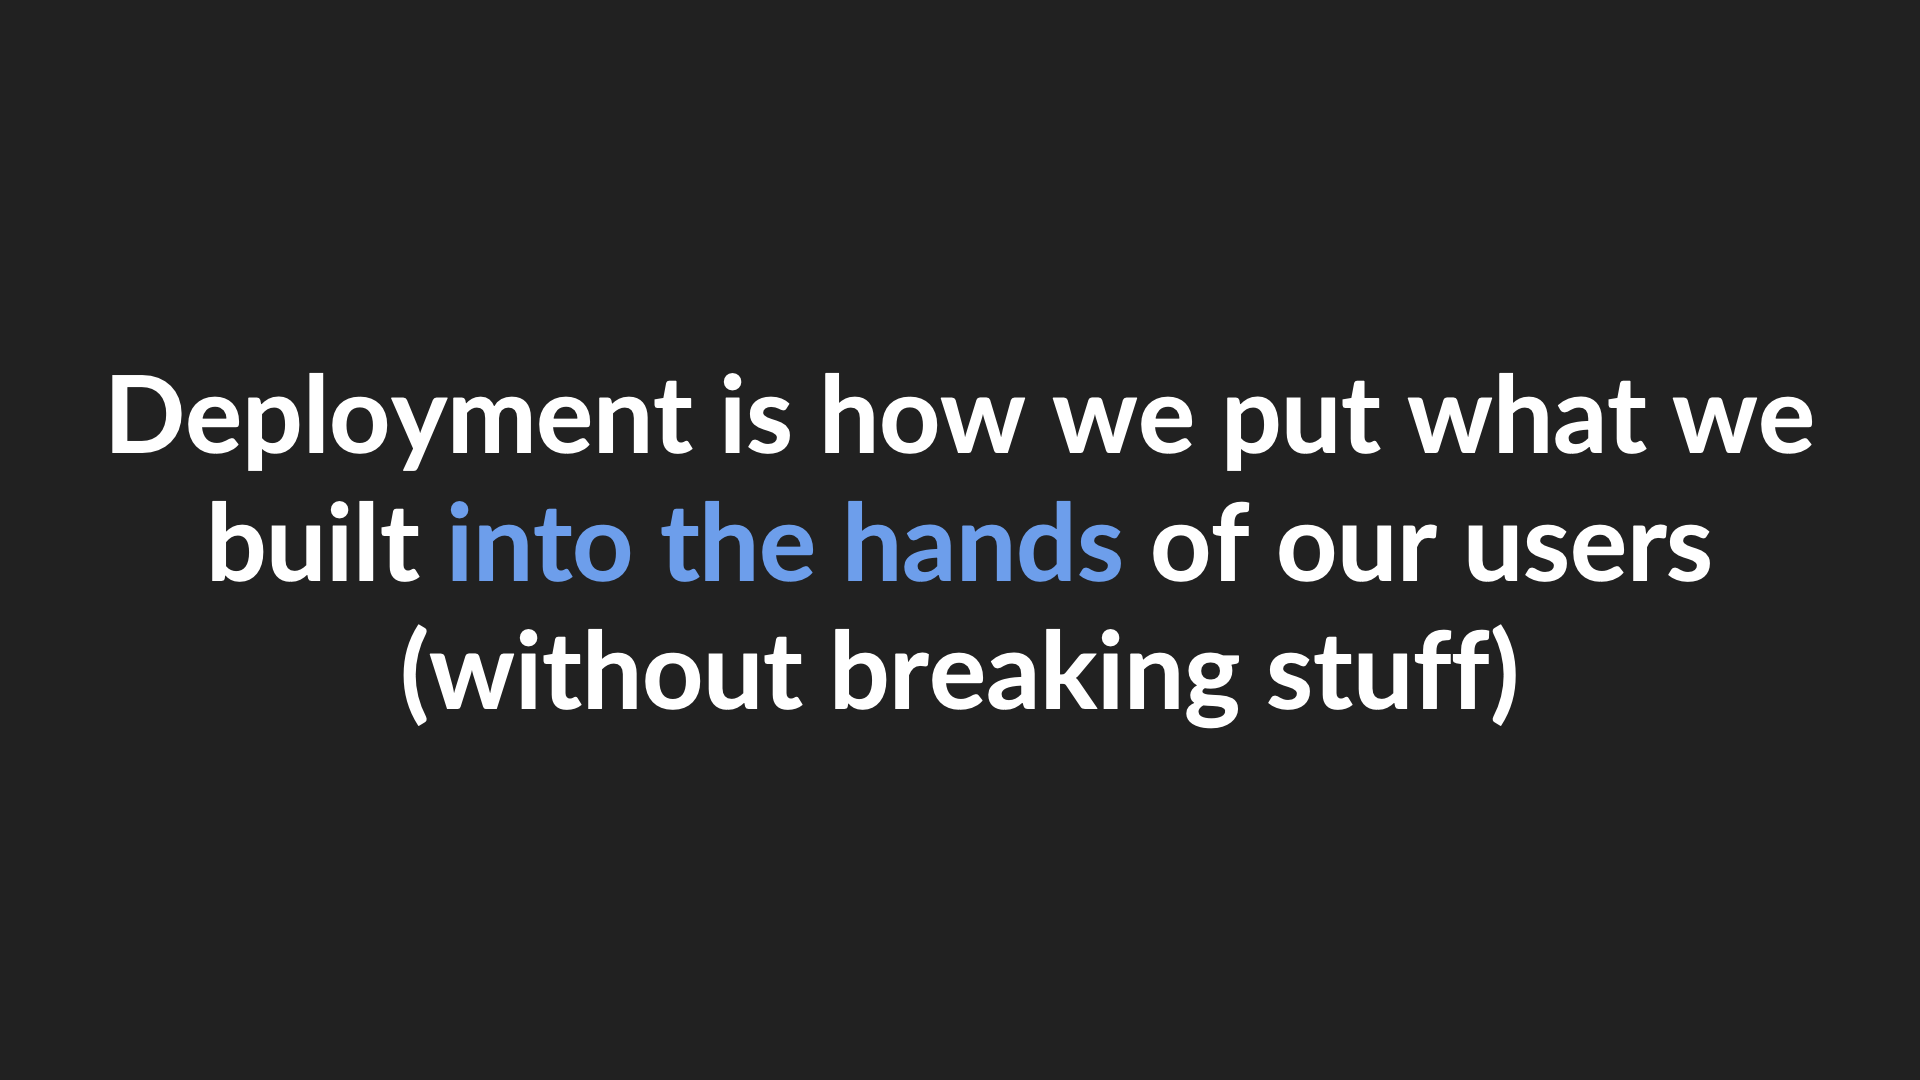 Deployment is how we put what we
built into the hands of our users
(without breaking stuff)